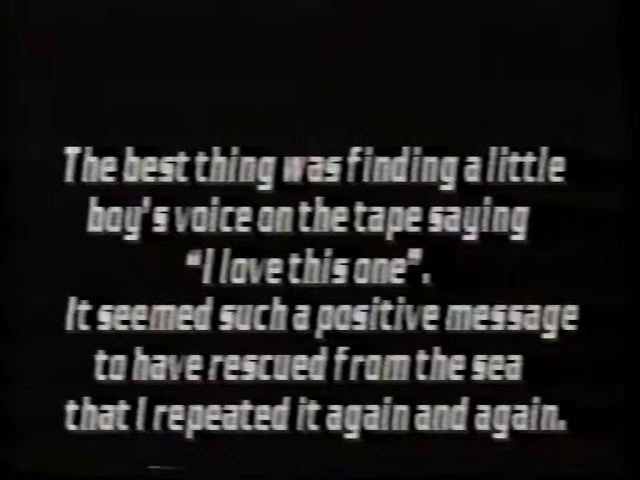 The best thing was finding a little
boy's voice on the tape saying
"I love this one".
It seemed such a positive message
to have rescued from the sea
that I repeated it again and again.